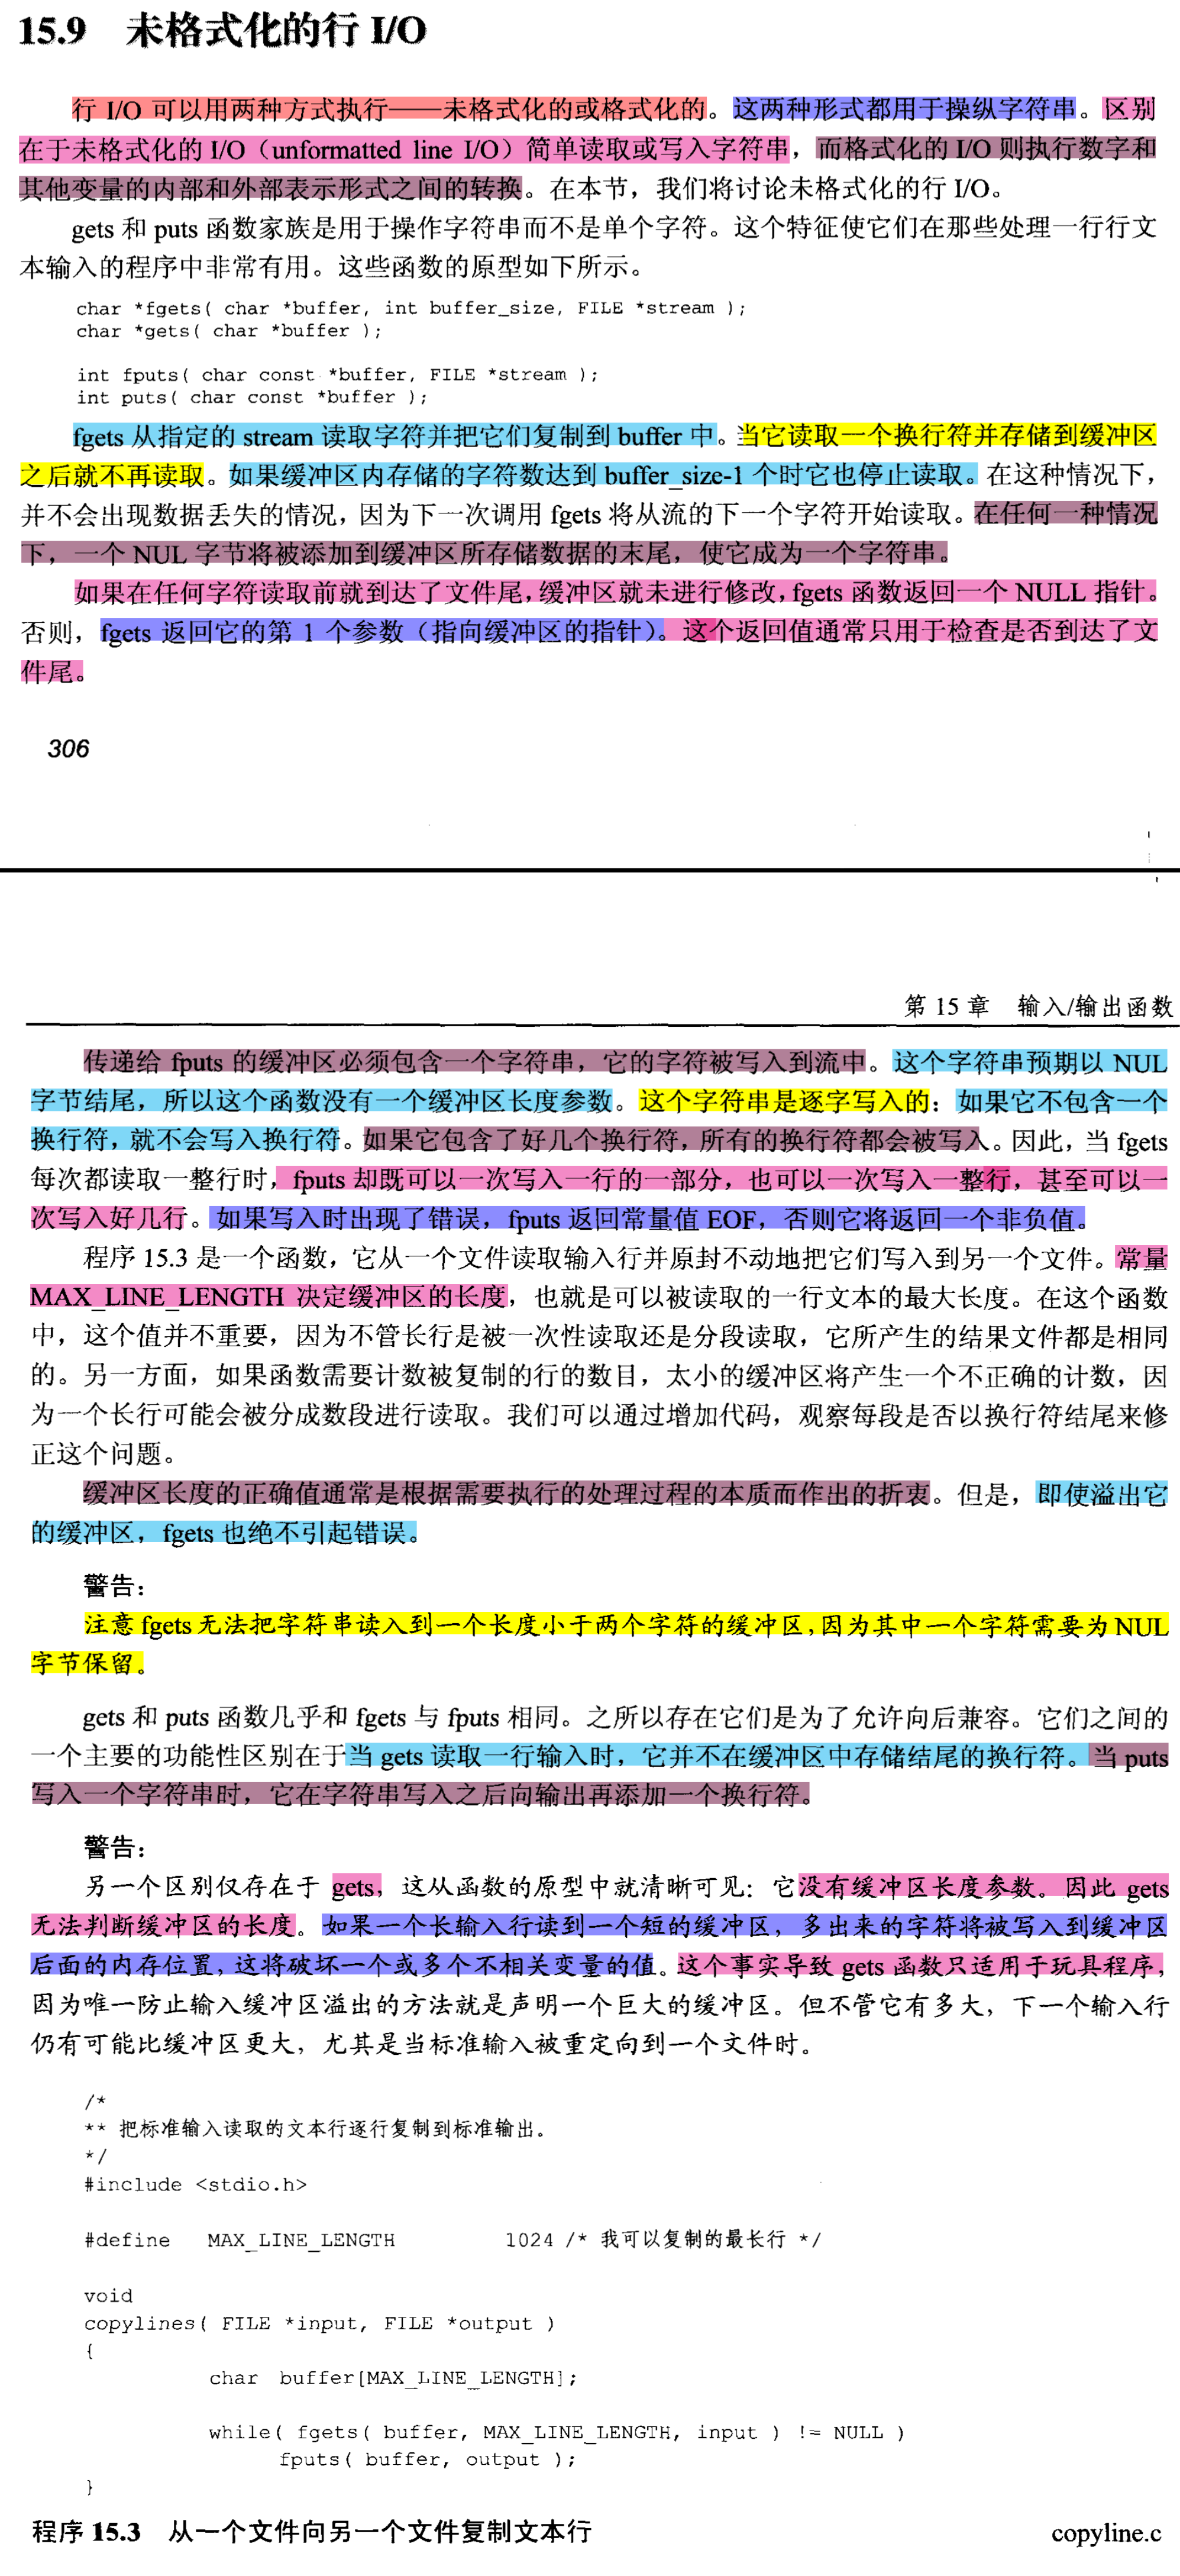 15.9 未格式化的行 I/O
行 I/O 可以用两种方式执行——未格式化的或格式化的。这两种形式都用于操纵字符串。区别
在于未格式化的 I/O（unformatted line I/O）简单读取或写入字符串，而格式化的 I/O 则执行数字和
其他变量的内部和外部表示形式之间的转换。在本节，我们将讨论未格式化的行 I/O。
gets 和 puts 函数家族是用于操作字符串而不是单个字符。这个特征使它们在那些处理一行行文
本输入的程序中非常有用。这些函数的原型如下所示。
char *fgets( char *buffer, int buffer_size, FILE *stream );
char *gets( char *buffer );
int fputs( char const *buffer, FILE *stream );
int puts( char const *buffer );
fgets 从指定的 stream 读取字符并把它们复制到 buffer 中。当它读取一个换行符并存储到缓冲区
之后就不再读取。如果缓冲区内存储的字符数达到 buffer_size-1 个时它也停止读取。在这种情况下，
并不会出现数据丢失的情况，因为下一次调用 fgets 将从流的下一个字符开始读取。在任何一种情况
下，一个 NUL 字节将被添加到缓冲区所存储数据的末尾，使它成为一个字符串。
如果在任何字符读取前就到达了文件尾，缓冲区就未进行修改，fgets 函数返回一个 NULL 指针。
否则，fgets 返回它的第 1 个参数（指向缓冲区的指针）。这个返回值通常只用于检查是否到达了文
件尾。
306
第 15 章 输入/输出函数
传递给 fputs 的缓冲区必须包含一个字符串，它的字符被写入到流中。这个字符串预期以 NUL
字节结尾，所以这个函数没有一个缓冲区长度参数。这个字符串是逐字写入的：如果它不包含一个
换行符，就不会写入换行符。如果它包含了好几个换行符，所有的换行符都会被写入。因此，当 fgets
每次都读取一整行时，fputs 却既可以一次写入一行的一部分，也可以一次写入一整行，甚至可以一
次写入好几行。如果写入时出现了错误，fputs 返回常量值 EOF，否则它将返回一个非负值。
程序 15.3 是一个函数，它从一个文件读取输入行并原封不动地把它们写入到另一个文件。常量
MAX_LINE_LENGTH 决定缓冲区的长度，也就是可以被读取的一行文本的最大长度。在这个函数
中，这个值并不重要，因为不管长行是被一次性读取还是分段读取，它所产生的结果文件都是相同
的。另一方面，如果函数需要计数被复制的行的数目，太小的缓冲区将产生一个不正确的计数，因
为一个长行可能会被分成数段进行读取。我们可以通过增加代码，观察每段是否以换行符结尾来修
正这个问题。
缓冲区长度的正确值通常是根据需要执行的处理过程的本质而作出的折衷。但是，即使溢出它
的缓冲区，fgets 也绝不引起错误。
警告：
注意 fgets 无法把字符串读入到一个长度小于两个字符的缓冲区，因为其中一个字符需要为 NUL
字节保留。
gets 和 puts 函数几乎和 fgets 与 fputs 相同。之所以存在它们是为了允许向后兼容。它们之间的
一个主要的功能性区别在于当 gets 读取一行输入时，它并不在缓冲区中存储结尾的换行符。当 puts
写入一个字符串时，它在字符串写入之后向输出再添加一个换行符。
警告：
另一个区别仅存在于 gets，这从函数的原型中就清晰可见：它没有缓冲区长度参数。因此 gets
无法判断缓冲区的长度。如果一个长输入行读到一个短的缓冲区，多出来的字符将被写入到缓冲区
后面的内存位置，这将破坏一个或多个不相关变量的值。这个事实导致 gets 函数只适用于玩具程序，
因为唯一防止输入缓冲区溢出的方法就是声明一个巨大的缓冲区。但不管它有多大，下一个输入行
仍有可能比缓冲区更大，尤其是当标准输入被重定向到一个文件时。
/*
** 把标准输入读取的文本行逐行复制到标准输出。
*/
#include <stdio.h>
#define MAX_LINE_LENGTH 1024 /* 我可以复制的最长行 */
void
copylines( FILE *input, FILE *output )
{
char buffer[MAX_LINE_LENGTH];
while( fgets( buffer, MAX_LINE_LENGTH, input ) != NULL )
fputs( buffer, output );
}
程序 15.3 从一个文件向另一个文件复制文本行 copyline.c